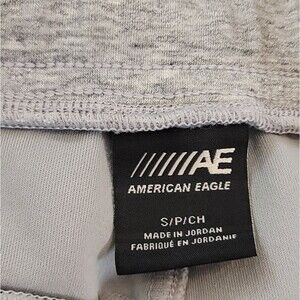 AE
AMERICAN EAGLE
S/P/CH
MADE IN JORDAN
FABRIQUÉ EN JORDANIE